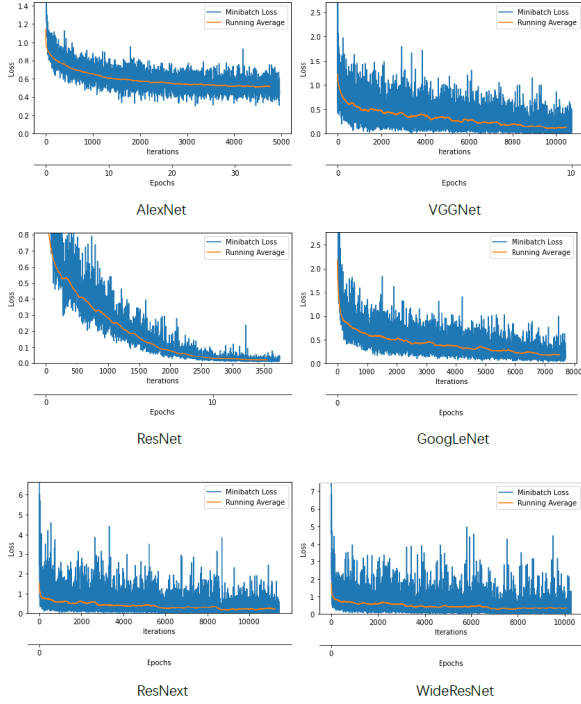 Minibatch Loss
Running Average
Loss
1.4
1.2
1.0
0.8
0.6
0.4
0.2
0.0
0 1000 2000 3000 4000 5000
Iterations
0 10 20 30
Epochs
AlexNet
Minibatch Loss
Running Average
Loss
2.5
2.0
1.5
1.0
0.5
0.0
0 2000 4000 6000 8000 10000
Iterations
0 10
Epochs
VGGNet
Minibatch Loss
Running Average
Loss
0.8
0.7
0.6
0.5
0.4
0.3
0.2
0.1
0.0
0 500 1000 1500 2000 2500 3000 3500
Iterations
0 10
Epochs
ResNet
Minibatch Loss
Running Average
Loss
2.5
2.0
1.5
1.0
0.5
0.0
0 1000 2000 3000 4000 5000 6000 7000 8000
Iterations
0
Epochs
GoogLeNet
Minibatch Loss
Running Average
Loss
6
5
4
3
2
1
0
0 2000 4000 6000 8000 10000
Iterations
0
Epochs
ResNext
Minibatch Loss
Running Average
Loss
7
6
5
4
3
2
1
0
0 2000 4000 6000 8000 10000
Iterations
0
Epochs
WideResNet